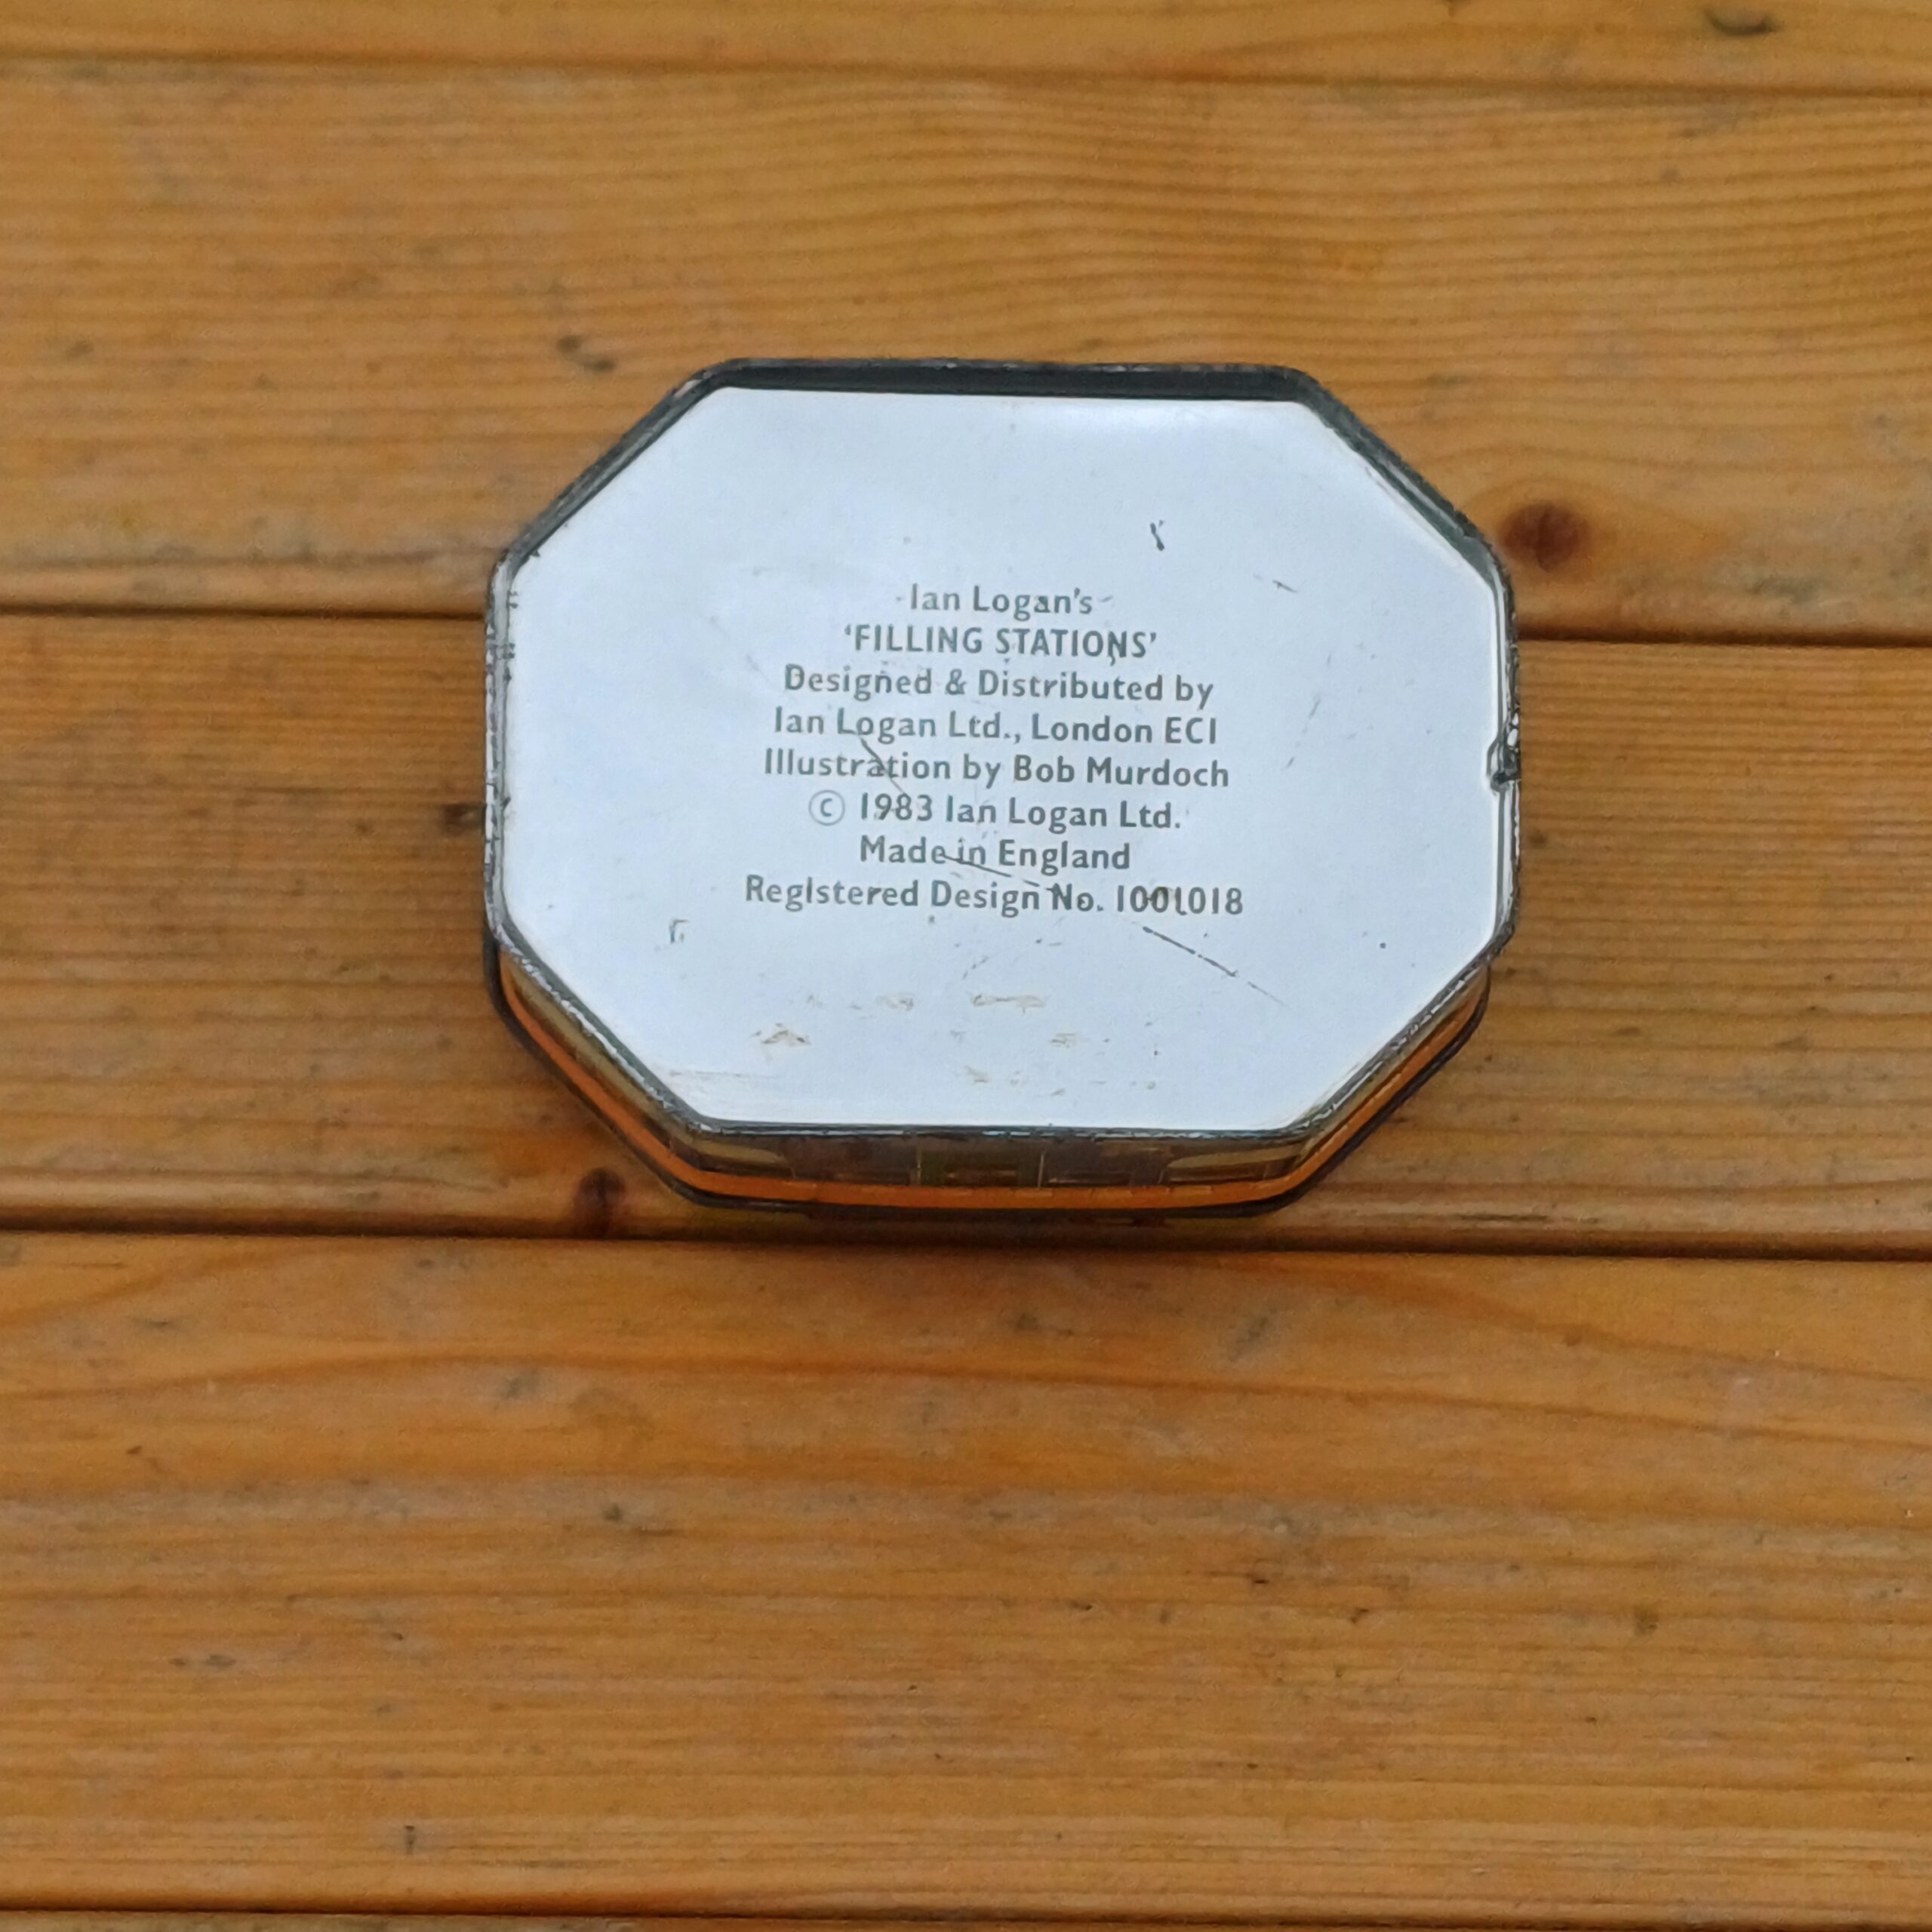 Ian Logan's
‘FILLING STATIONS’
Designed & Distributed by
Ian Logan Ltd., London EC1
Illustration by Bob Murdoch
© 1983 Ian Logan Ltd.
Made in England
Registered Design No. 1001018